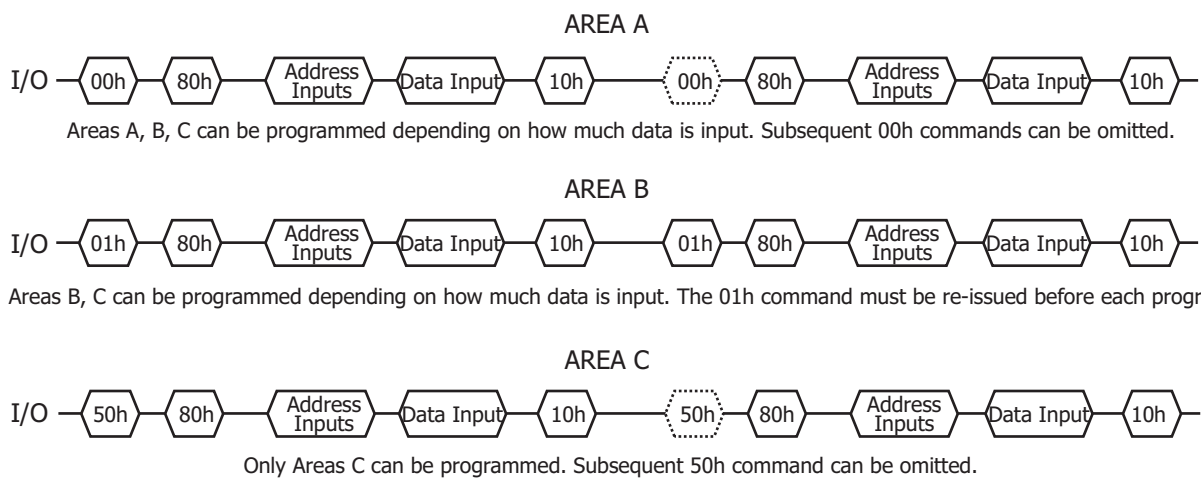 AREA A
I/O 00h 80h Address Inputs Data Input 10h 00h 80h Address Inputs Data Input 10h
Areas A, B, C can be programmed depending on how much data is input. Subsequent 00h commands can be omitted.
AREA B
I/O 01h 80h Address Inputs Data Input 10h 01h 80h Address Inputs Data Input 10h
Areas B, C can be programmed depending on how much data is input. The 01h command must be re-issued before each
AREA C
I/O 50h 80h Address Inputs Data Input 10h 50h 80h Address Inputs Data Input 10h
Only Areas C can be programmed. Subsequent 50h command can be omitted.